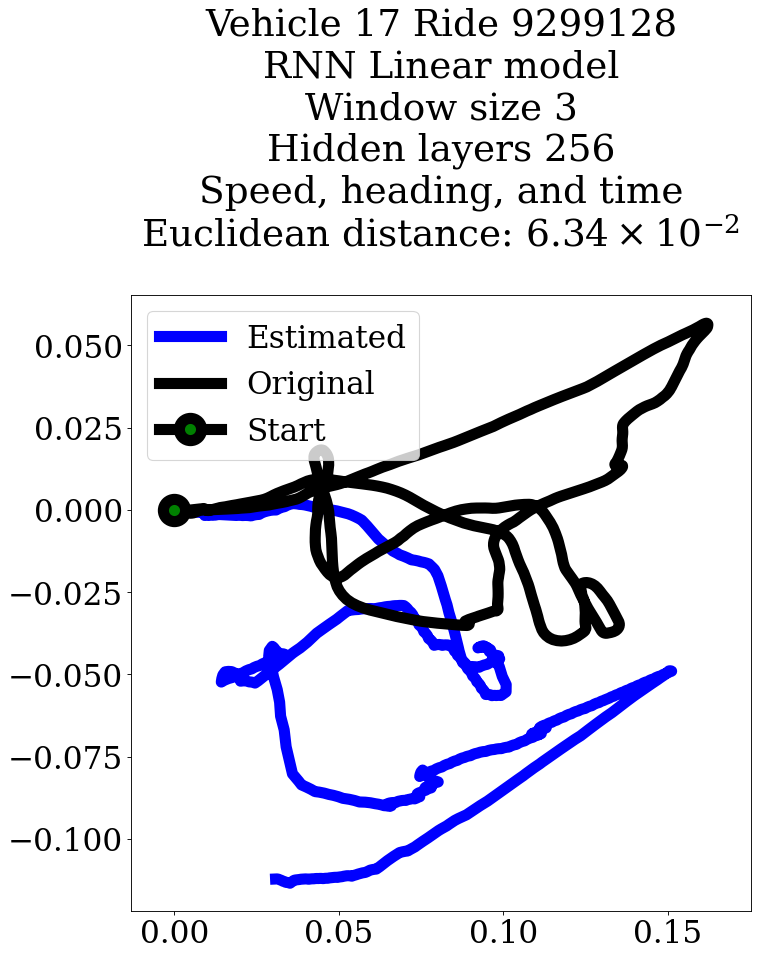 Vehicle 17 Ride 9299128
RNN Linear model
Window size 3
Hidden layers 256
Speed, heading, and time
Euclidean distance: 6.34 × 10⁻²
Estimated
Original
Start
0.050
0.025
0.000
−0.025
−0.050
−0.075
−0.100
0.00 0.05 0.10 0.15